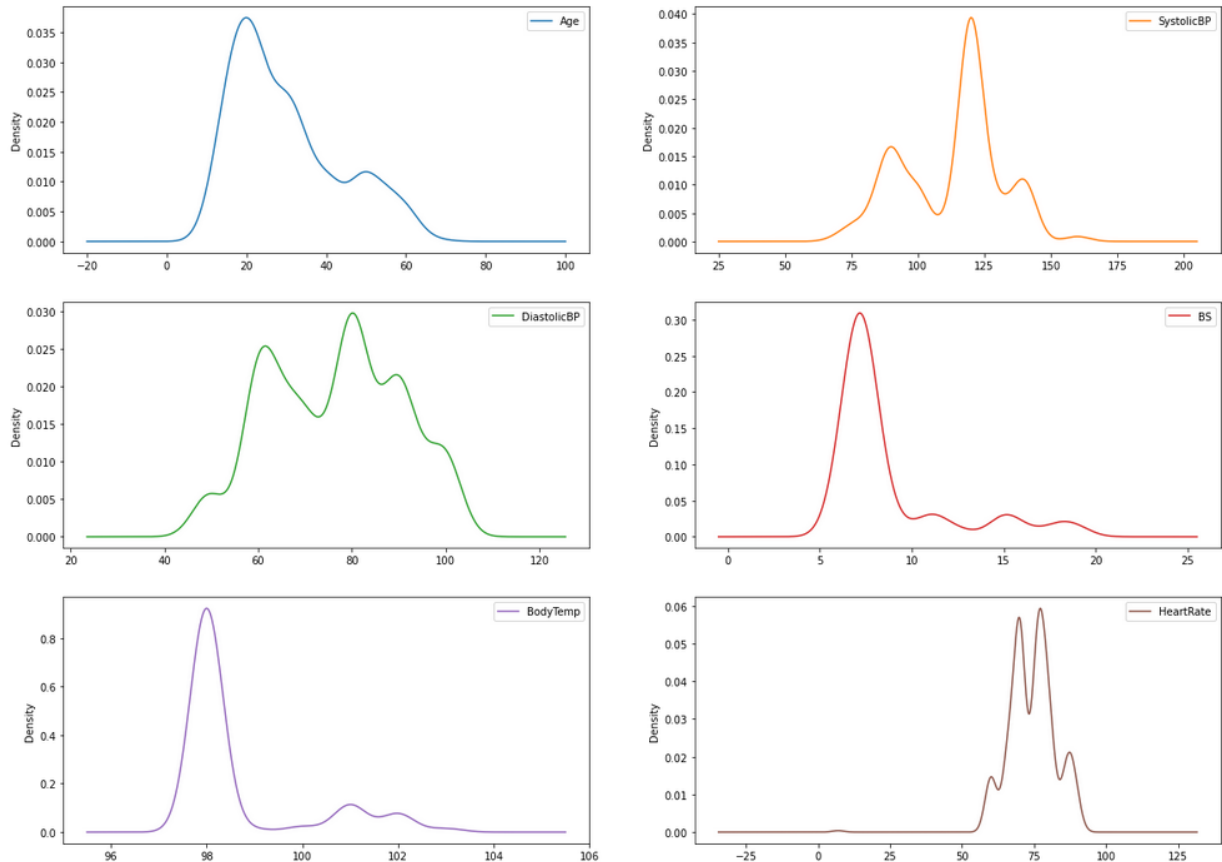 Age
Density
0.035
0.030
0.025
0.020
0.015
0.010
0.005
0.000
−20 0 20 40 60 80 100
SystolicBP
Density
0.040
0.035
0.030
0.025
0.020
0.015
0.010
0.005
0.000
25 50 75 100 125 150 175 200
DiastolicBP
Density
0.030
0.025
0.020
0.015
0.010
0.005
0.000
20 40 60 80 100 120
BS
Density
0.30
0.25
0.20
0.15
0.10
0.05
0.00
0 5 10 15 20 25
BodyTemp
Density
0.8
0.6
0.4
0.2
0.0
96 98 100 102 104 106
HeartRate
Density
0.06
0.05
0.04
0.03
0.02
0.01
0.00
−25 0 25 50 75 100 125